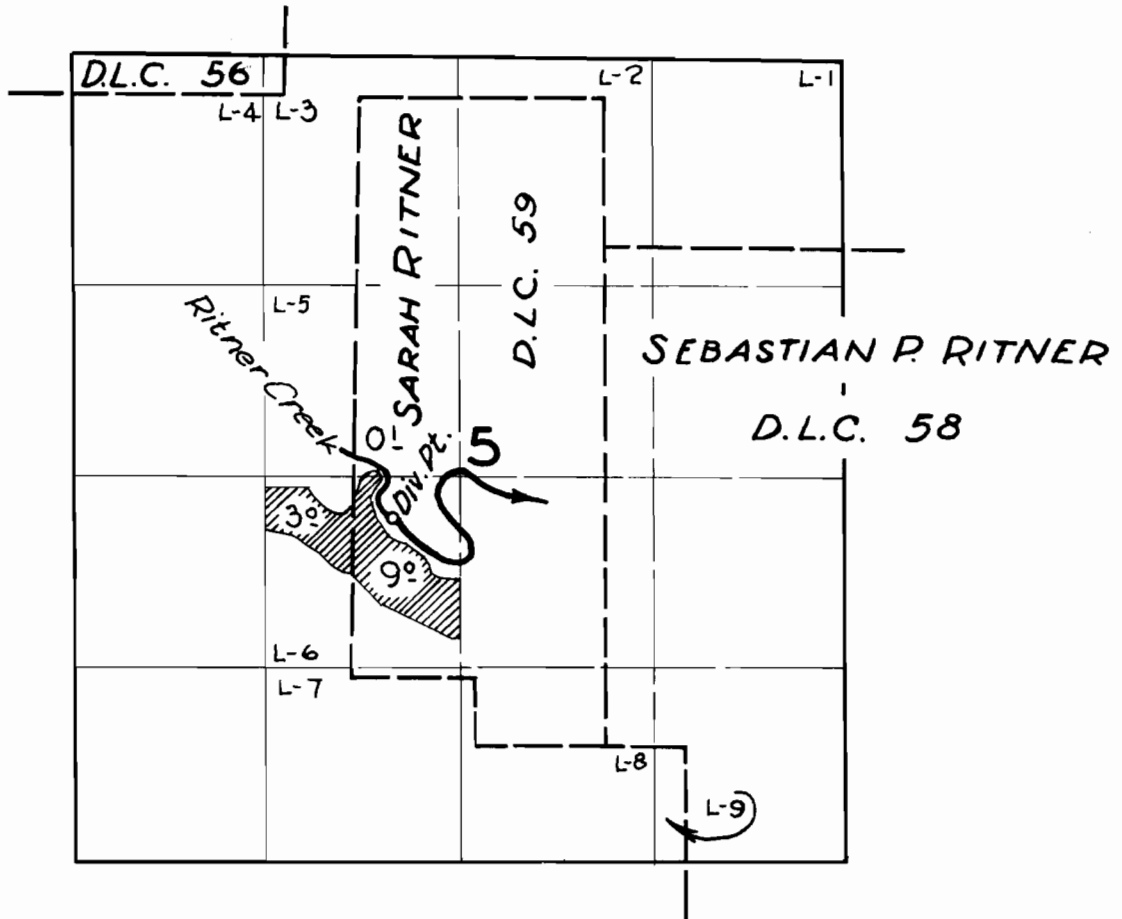 D.L.C. 56
L-4
L-3
L-2
L-1
SARAH RITNER
D.L.C. 59
L-5
Ritner Creek
SEBASTIAN P. RITNER
D.L.C. 58
0!
Div. Pt.
5
3º
9º
L-6
L-7
L-8
L-9